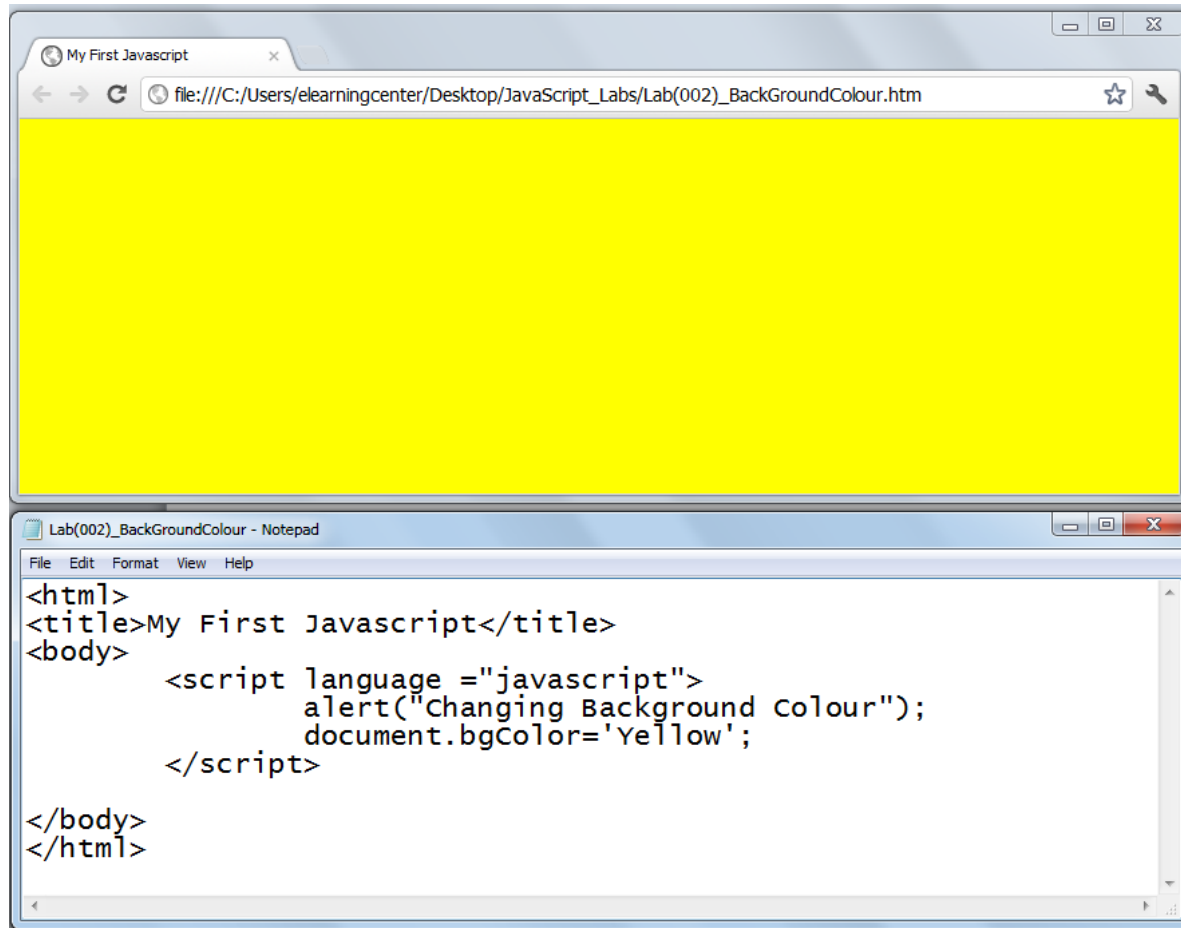 My First Javascript
file:///C:/Users/elearningcenter/Desktop/JavaScript_Labs/Lab(002)_BackGroundColour.htm
Lab(002)_BackGroundColour - Notepad
File Edit Format View Help
<html>
<title>My First Javascript</title>
<body>
<script language ="javascript">
alert("Changing Background Colour");
document.bgColor='Yellow';
</script>
</body>
</html>